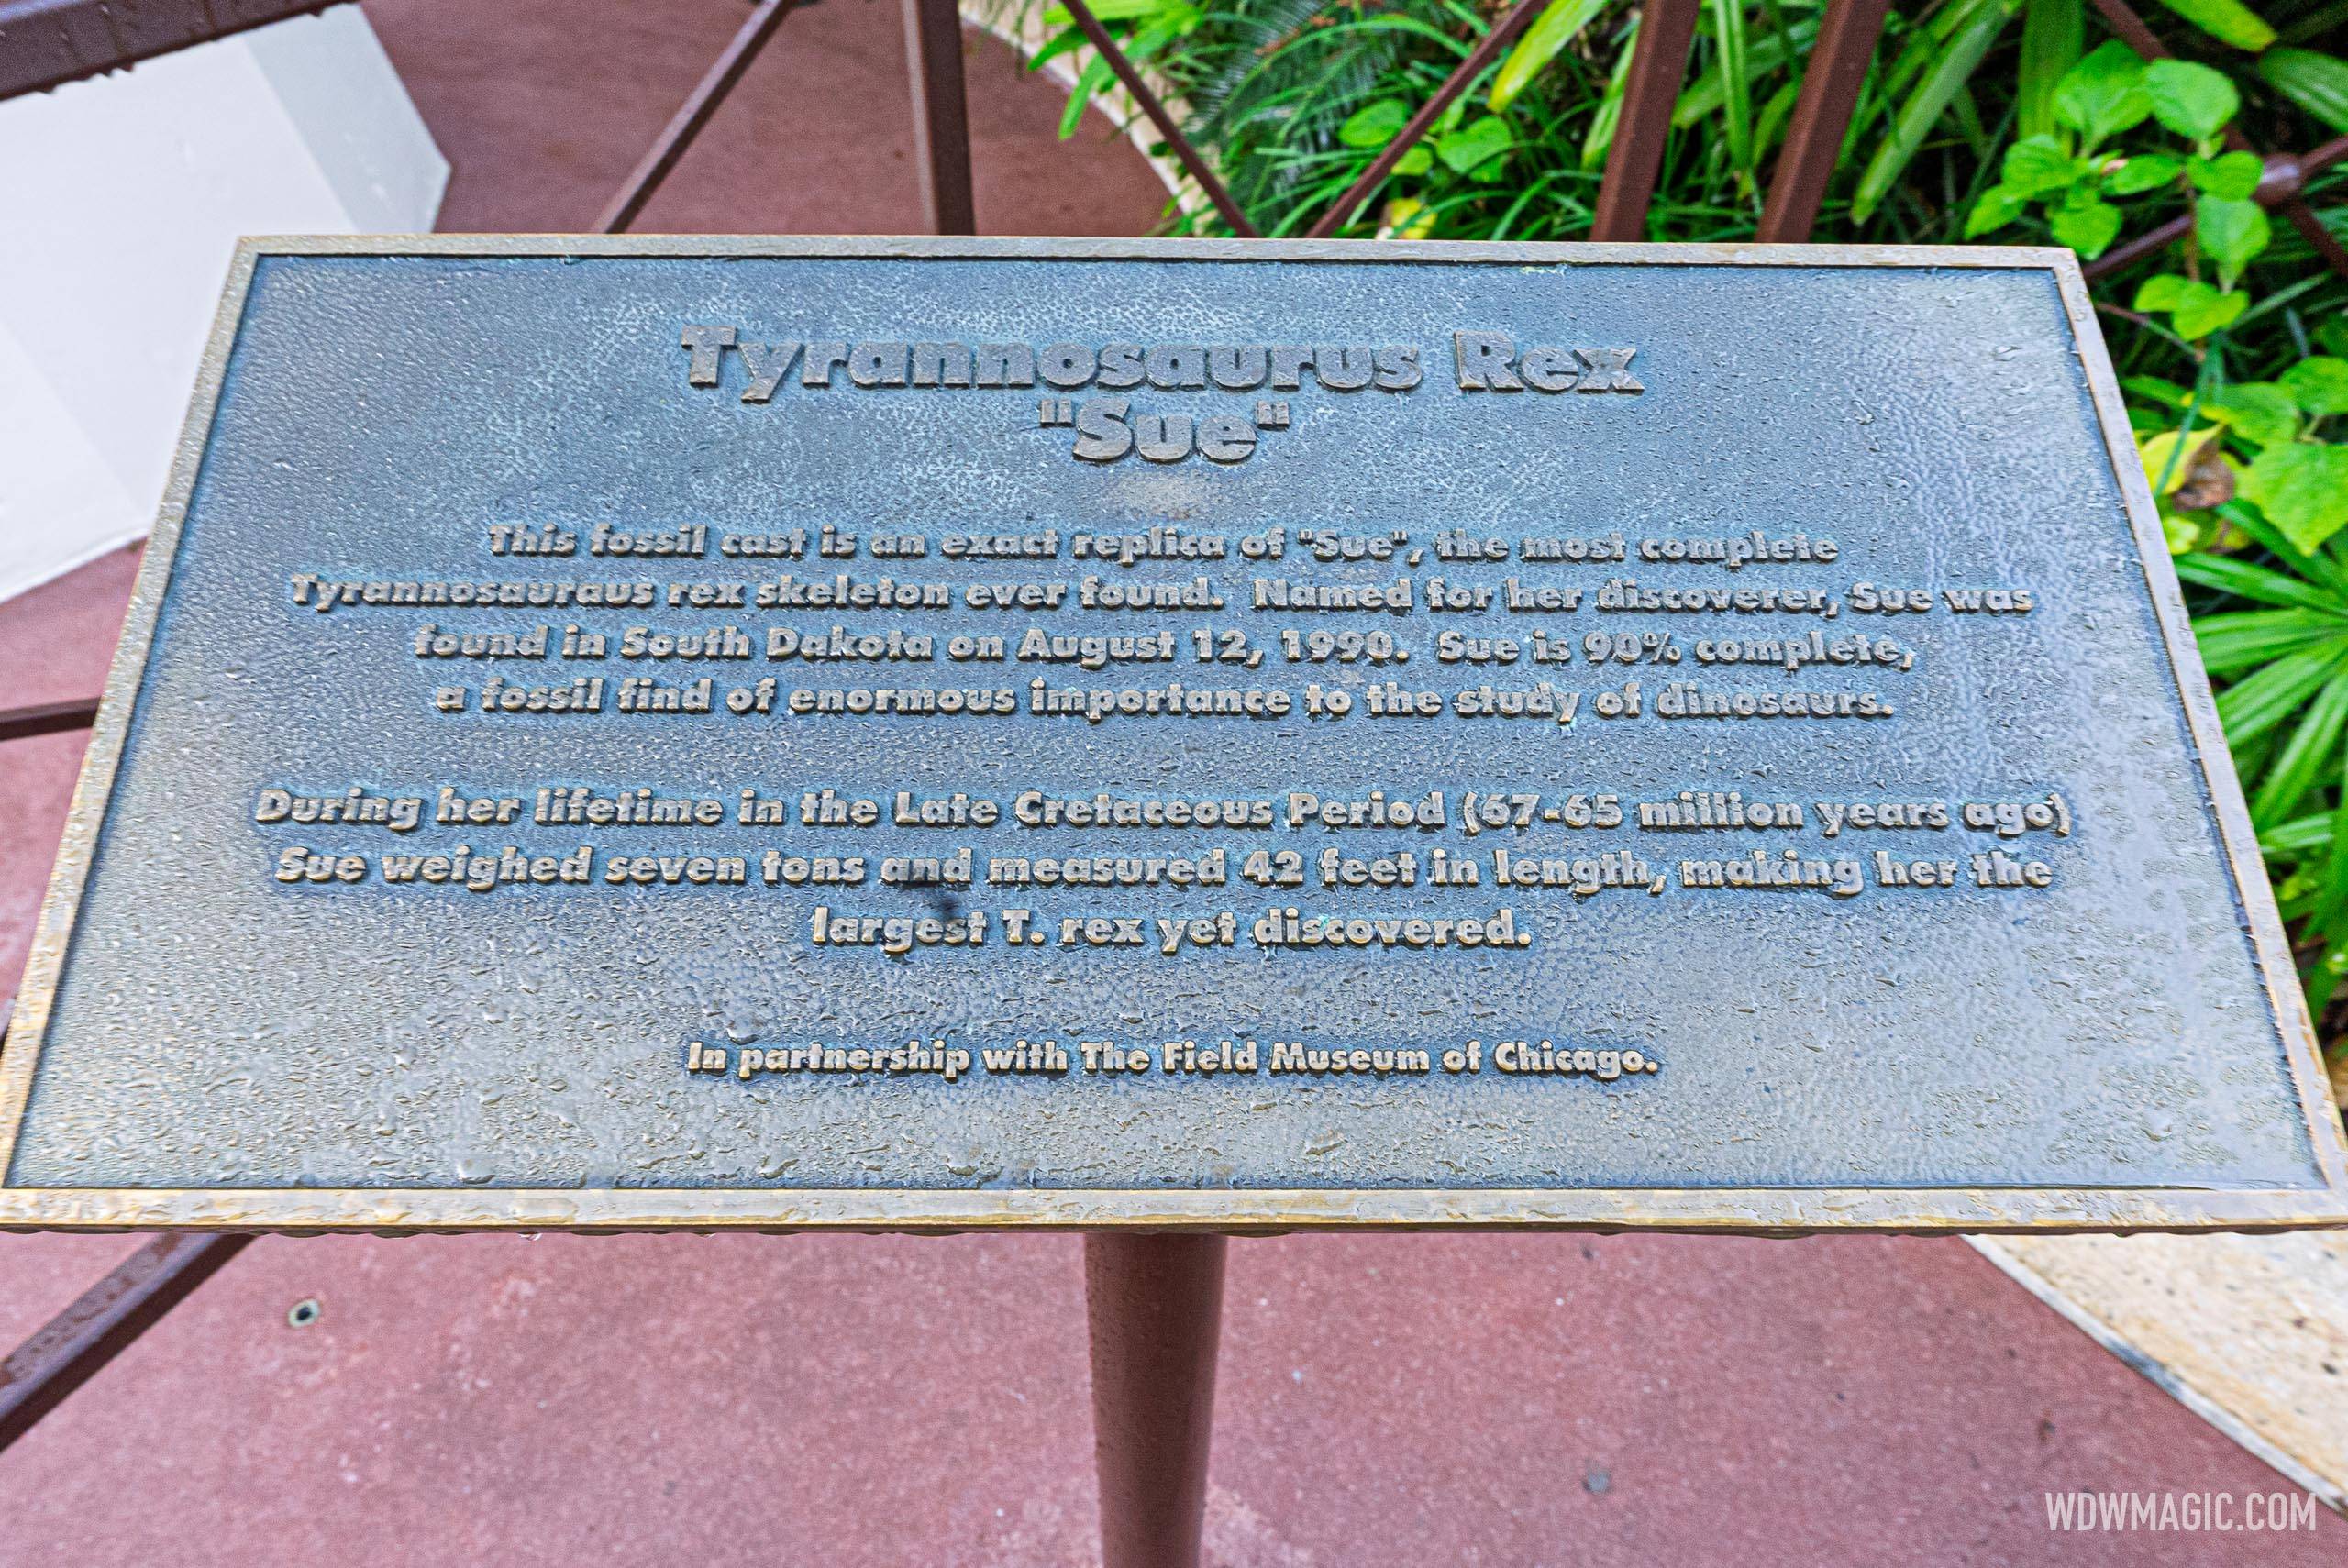 Tyrannosaurus Rex
"Sue"
This fossil cast is an exact replica of "Sue", the most complete
Tyrannosauraus rex skeleton ever found. Named for her discoverer, Sue was
found in South Dakota on August 12, 1990. Sue is 90% complete,
a fossil find of enormous importance to the study of dinosaurs.
During her lifetime in the Late Cretaceous Period (67-65 million years ago)
Sue weighed seven tons and measured 42 feet in length, making her the
largest T. rex yet discovered.
In partnership with The Field Museum of Chicago.
WDWMAGIC.COM